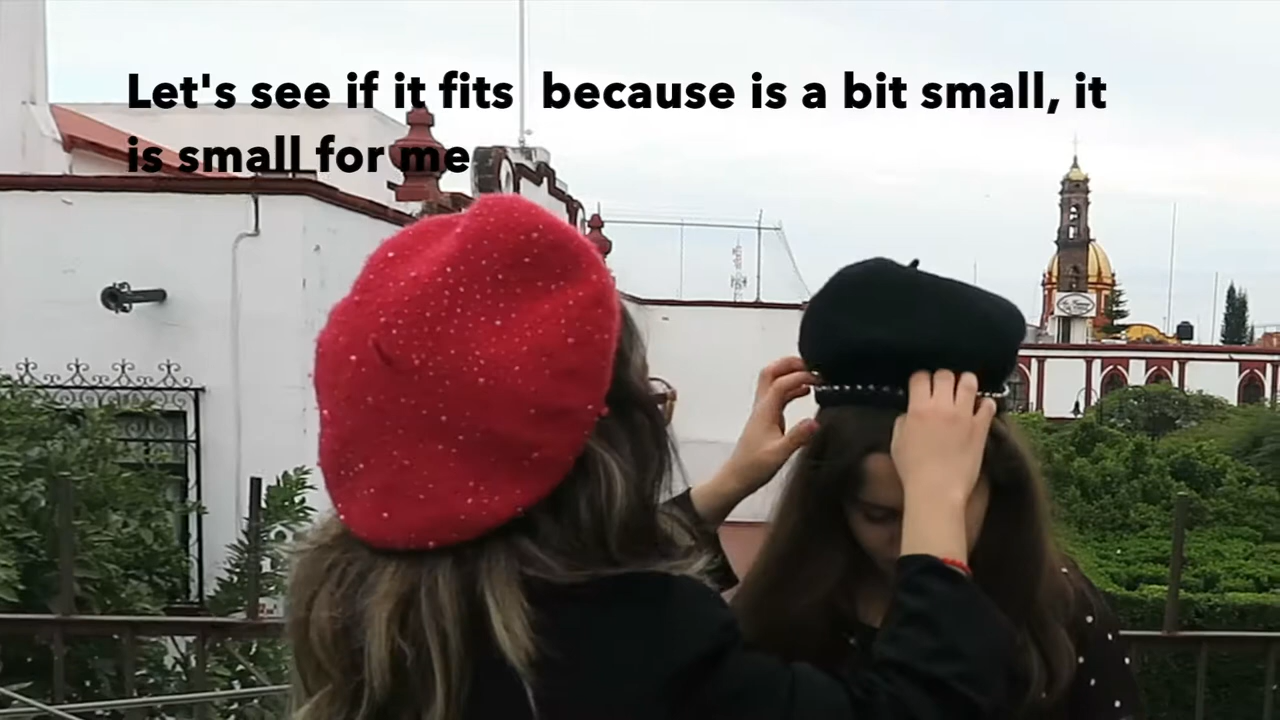 Let's see if it fits  because is a bit small, it
is small for me